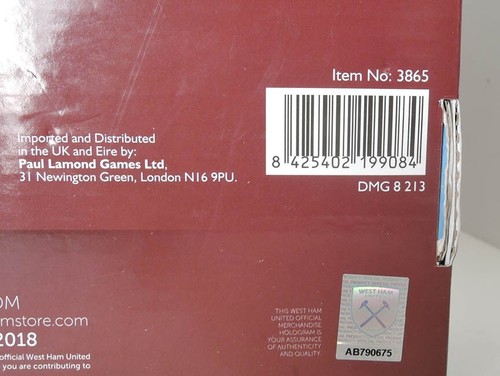 Item No: 3865
8 425402 199084
DMG 8 213
Imported and Distributed
in the UK and Eire by:
Paul Lamond Games Ltd,
31 Newington Green, London N16 9PU.
OM
mstore.com
2018
official West Ham United
you are contributing to
THIS WEST HAM
UNITED OFFICIAL
MERCHANDISE
HOLOGRAM IS
YOUR ASSURANCE
OF AUTHENTICITY
AND QUALITY.
WEST HAM
AB790675